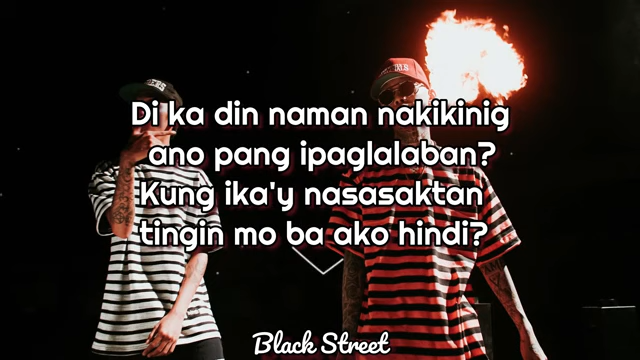 Di ka din naman nakikinig
ano pang ipaglalaban?
Kung ika'y nasasaktan
tingin mo ba ako hindi?
Black Street